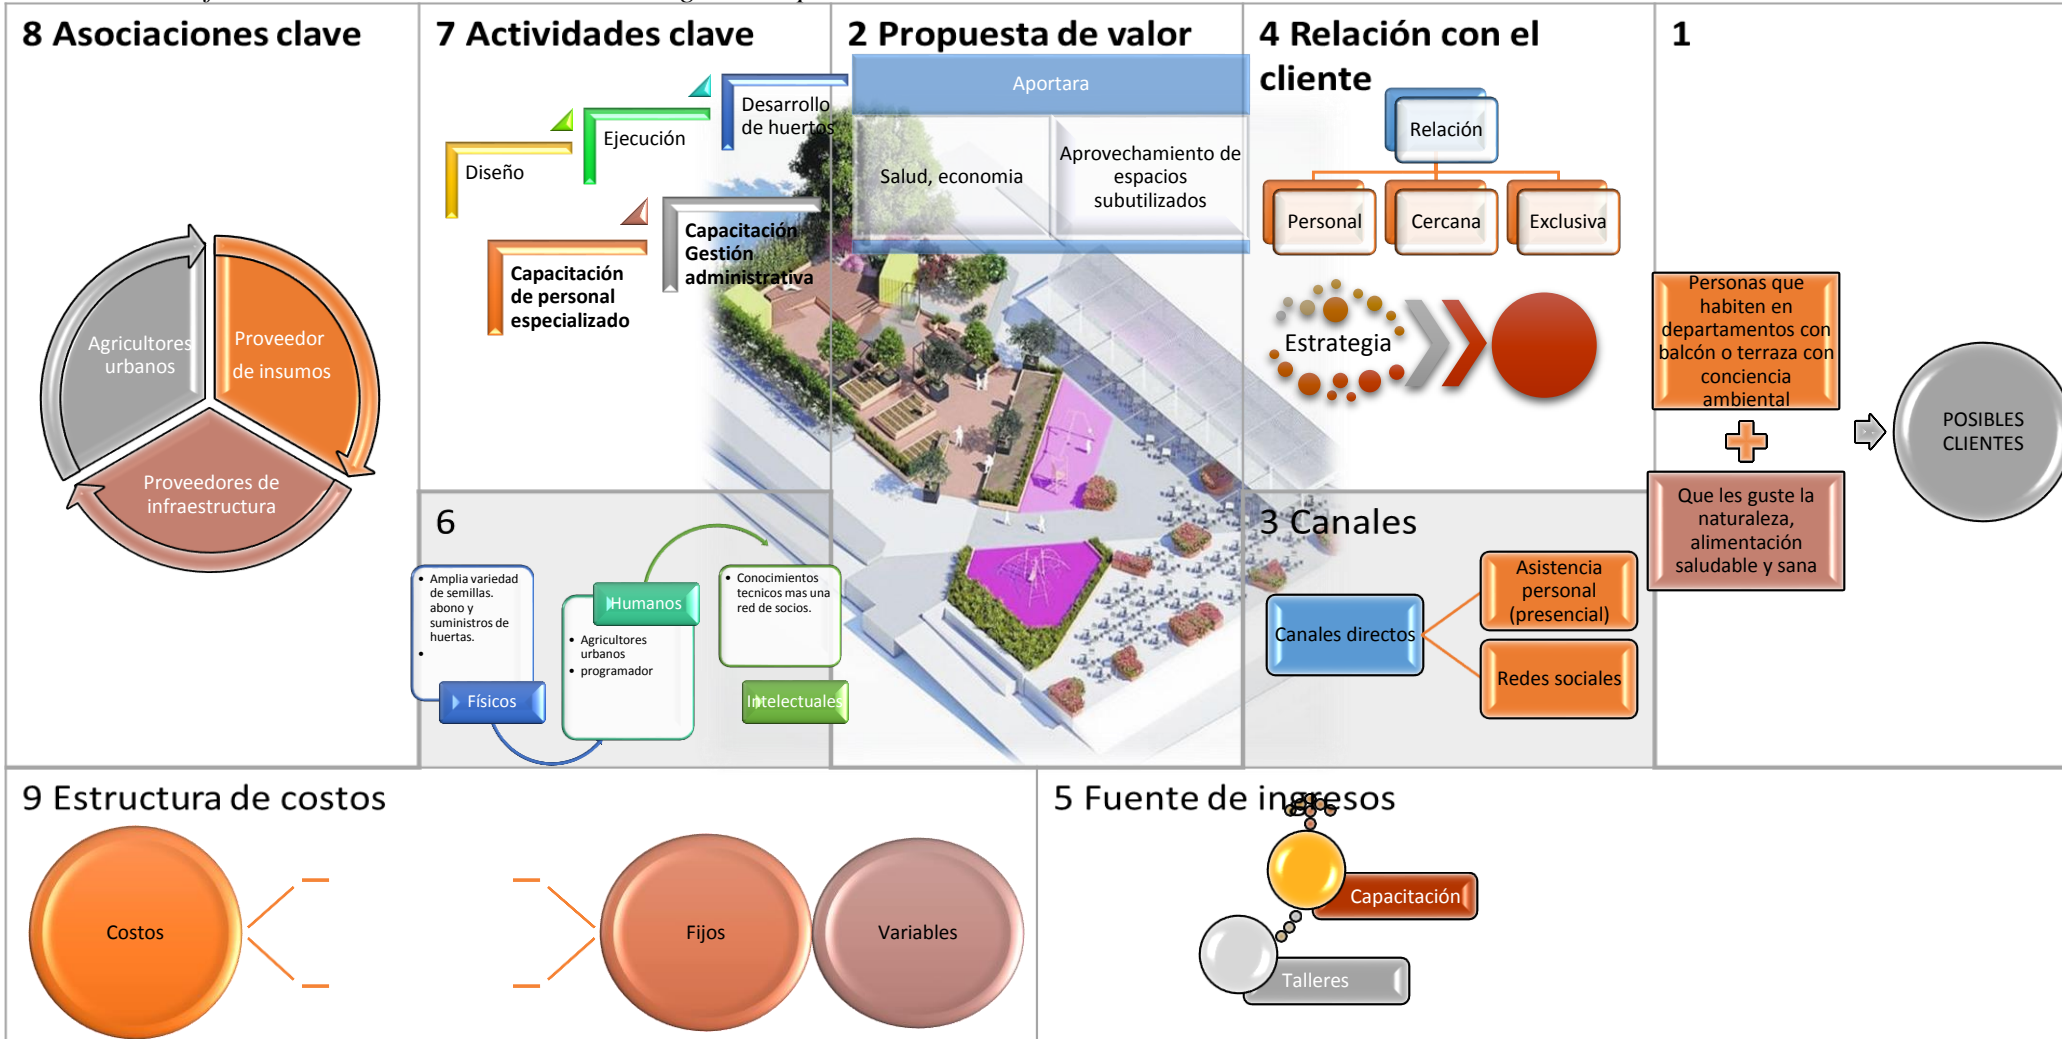 8 Asociaciones clave
Agricultores
urbanos
Proveedor
de insumos
Proveedores de
infraestructura
7 Actividades clave
Diseño
Ejecución
Desarrollo
de huertos
Capacitación
de personal
especializado
Capacitación
Gestión
administrativa
2 Propuesta de valor
Aportara
Salud, economia
Aprovechamiento de
espacios
subutilizados
4 Relación con el
cliente
Relación
Personal
Cercana
Exclusiva
Estrategia
1
Personas que
habiten en
departamentos con
balcón o terraza con
conciencia
ambiental
Que les guste la
naturaleza,
alimentación
saludable y sana
POSIBLES
CLIENTES
6
• Amplia variedad
de semillas.
abono y
suministros de
huertas.
•
Físicos
Humanos
• Agricultores
urbanos
• programador
• Conocimientos
tecnicos mas una
red de socios.
Intelectuales
3 Canales
Canales directos
Asistencia
personal
(presencial)
Redes sociales
9 Estructura de costos
Costos
Fijos
Variables
5 Fuente de ingresos
Capacitación
Talleres